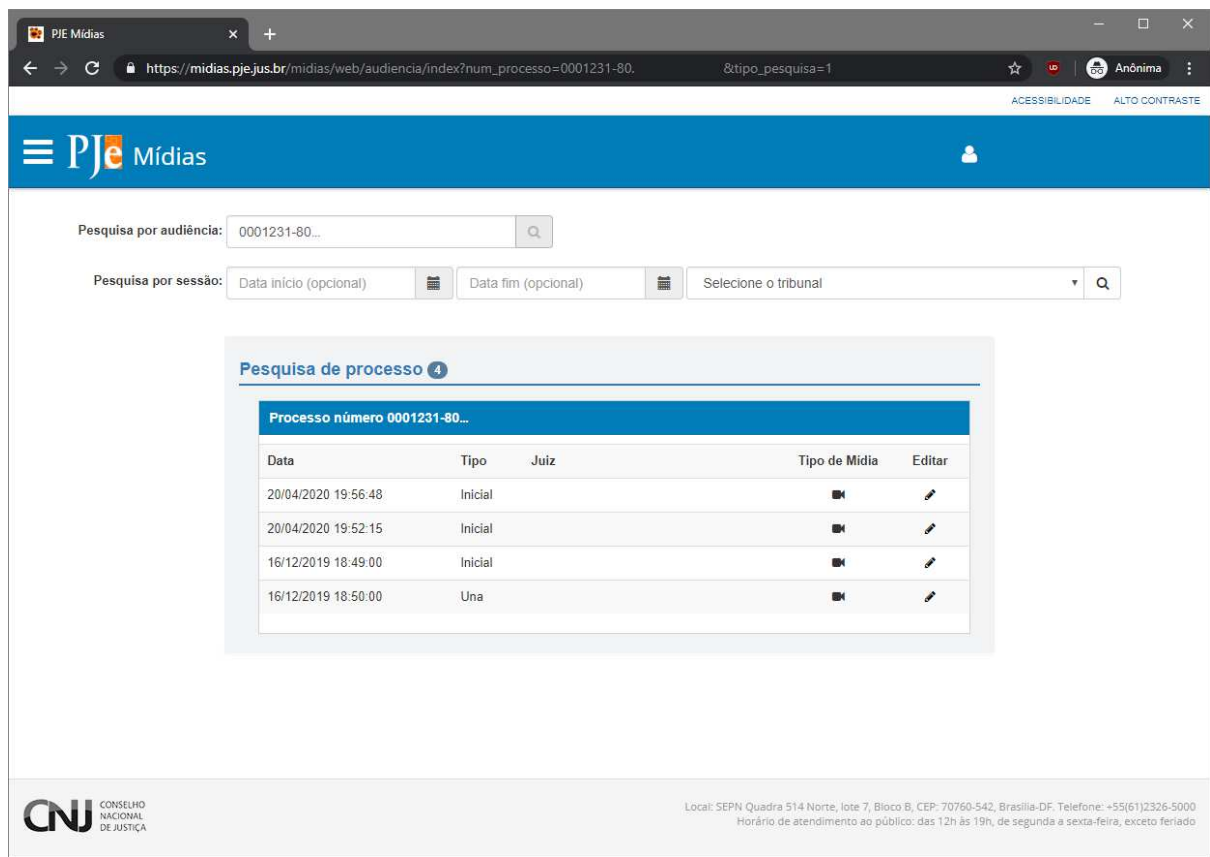 PJE Mídias
https://midias.pje.jus.br/midias/web/audiencia/index?num_processo=0001231-80. &tipo_pesquisa=1
Anônima
ACESSIBILIDADE ALTO CONTRASTE
PJe Mídias
Pesquisa por audiência: 0001231-80...
Pesquisa por sessão: Data início (opcional) Data fim (opcional) Selecione o tribunal
Pesquisa de processo 4
Processo número 0001231-80...
Data Tipo Juiz Tipo de Mídia Editar
20/04/2020 19:56:48 Inicial
20/04/2020 19:52:15 Inicial
16/12/2019 18:49:00 Inicial
16/12/2019 18:50:00 Una
CNJ CONSELHO
NACIONAL
DE JUSTIÇA
Local: SEPN Quadra 514 Norte, lote 7, Bloco B, CEP: 70760-542, Brasília-DF. Telefone: +55(61)2326-5000
Horário de atendimento ao público: das 12h às 19h, de segunda a sexta-feira, exceto feriado